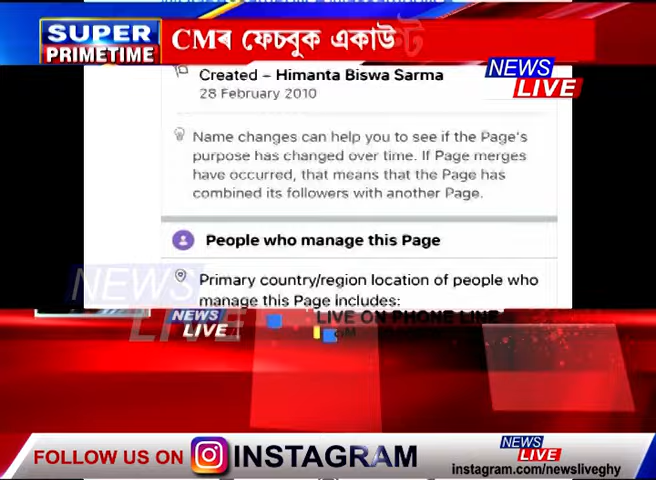 SUPER
PRIMETIME
CMৰ ফেচবুক একাউ
NEWS
LIVE
Created – Himanta Biswa Sarma
28 February 2010
Name changes can help you to see if the Page's
purpose has changed over time. If Page merges
have occurred, that means that the Page has
combined its followers with another Page.
People who manage this Page
Primary country/region location of people who
manage this Page includes:
NEWS
LIVE
NEWS
LIVE
LIVE ON PHONE LINE
FOLLOW US ON INSTAGRAM
NEWS
LIVE
instagram.com/newsliveghy